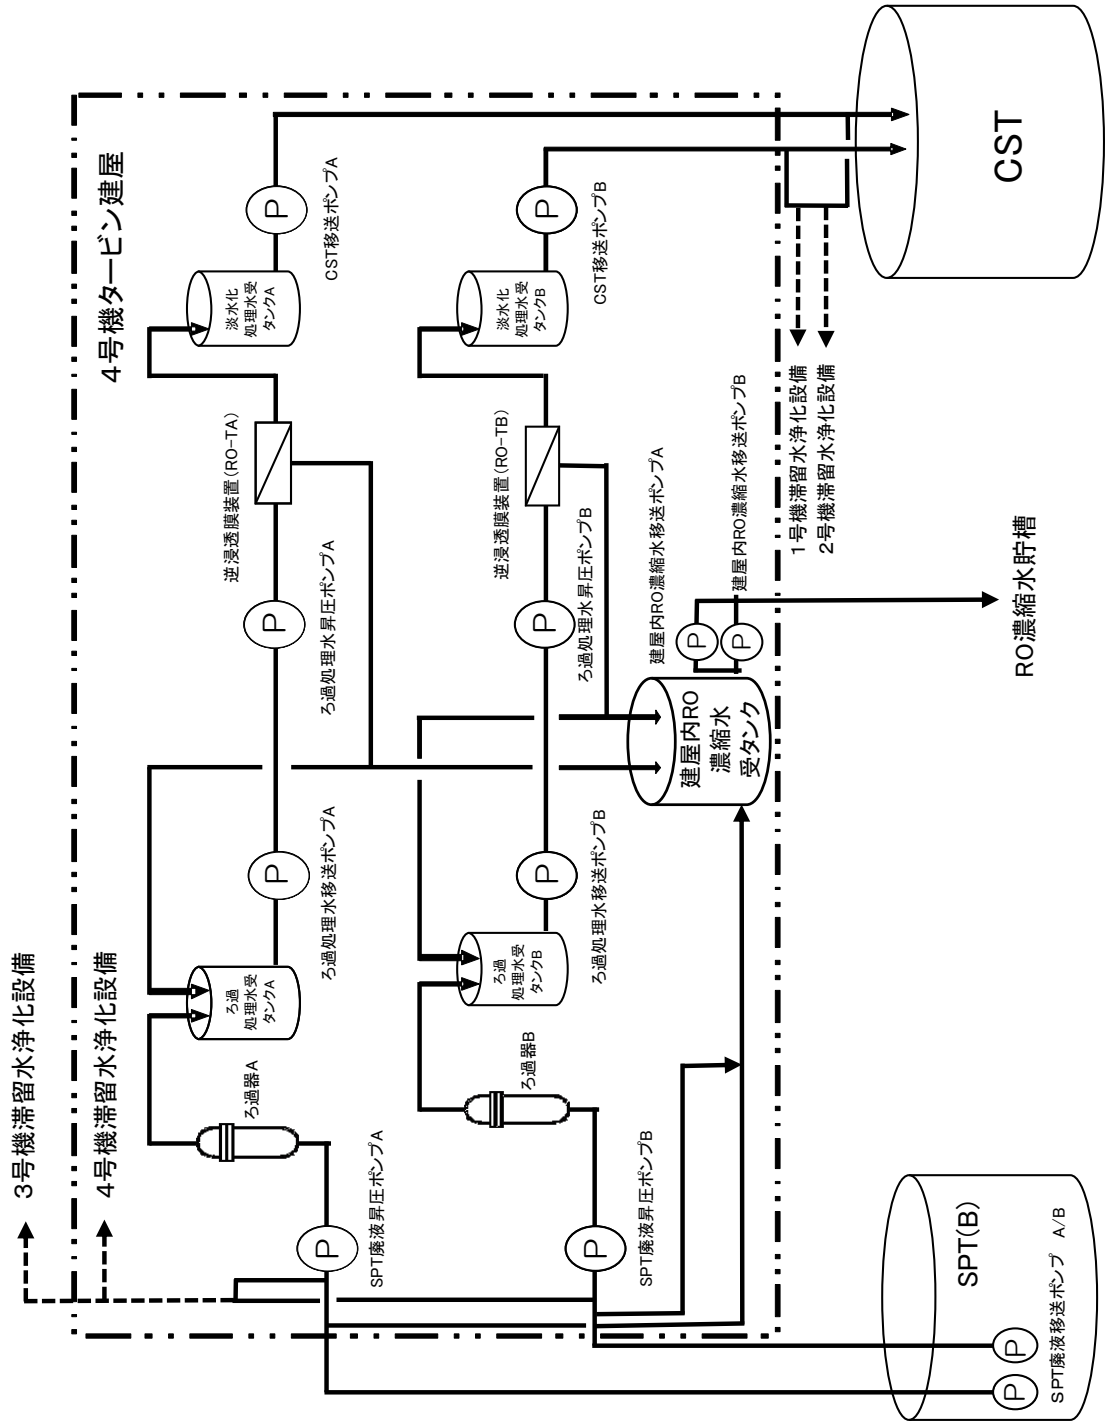 3号機滞留水浄化設備
4号機滞留水浄化設備
4号機タービン建屋
SPT廃液昇圧ポンプA
ろ過器A
ろ過
処理水受
タンクA
ろ過処理水移送ポンプA
ろ過処理水昇圧ポンプA
逆浸透膜装置(RO-TA)
淡水化
処理水受
タンクA
CST移送ポンプA
P
P
P
P
SPT廃液昇圧ポンプB
ろ過器B
ろ過
処理水受
タンクB
ろ過処理水移送ポンプB
ろ過処理水昇圧ポンプB
逆浸透膜装置(RO-TB)
淡水化
処理水受
タンクB
CST移送ポンプB
P
P
P
P
建屋内RO
濃縮水
受タンク
建屋内RO濃縮水移送ポンプA
建屋内RO濃縮水移送ポンプB
P
P
1号機滞留水浄化設備
2号機滞留水浄化設備
SPT(B)
SPT廃液移送ポンプ A/B
P
P
RO濃縮水貯槽
CST